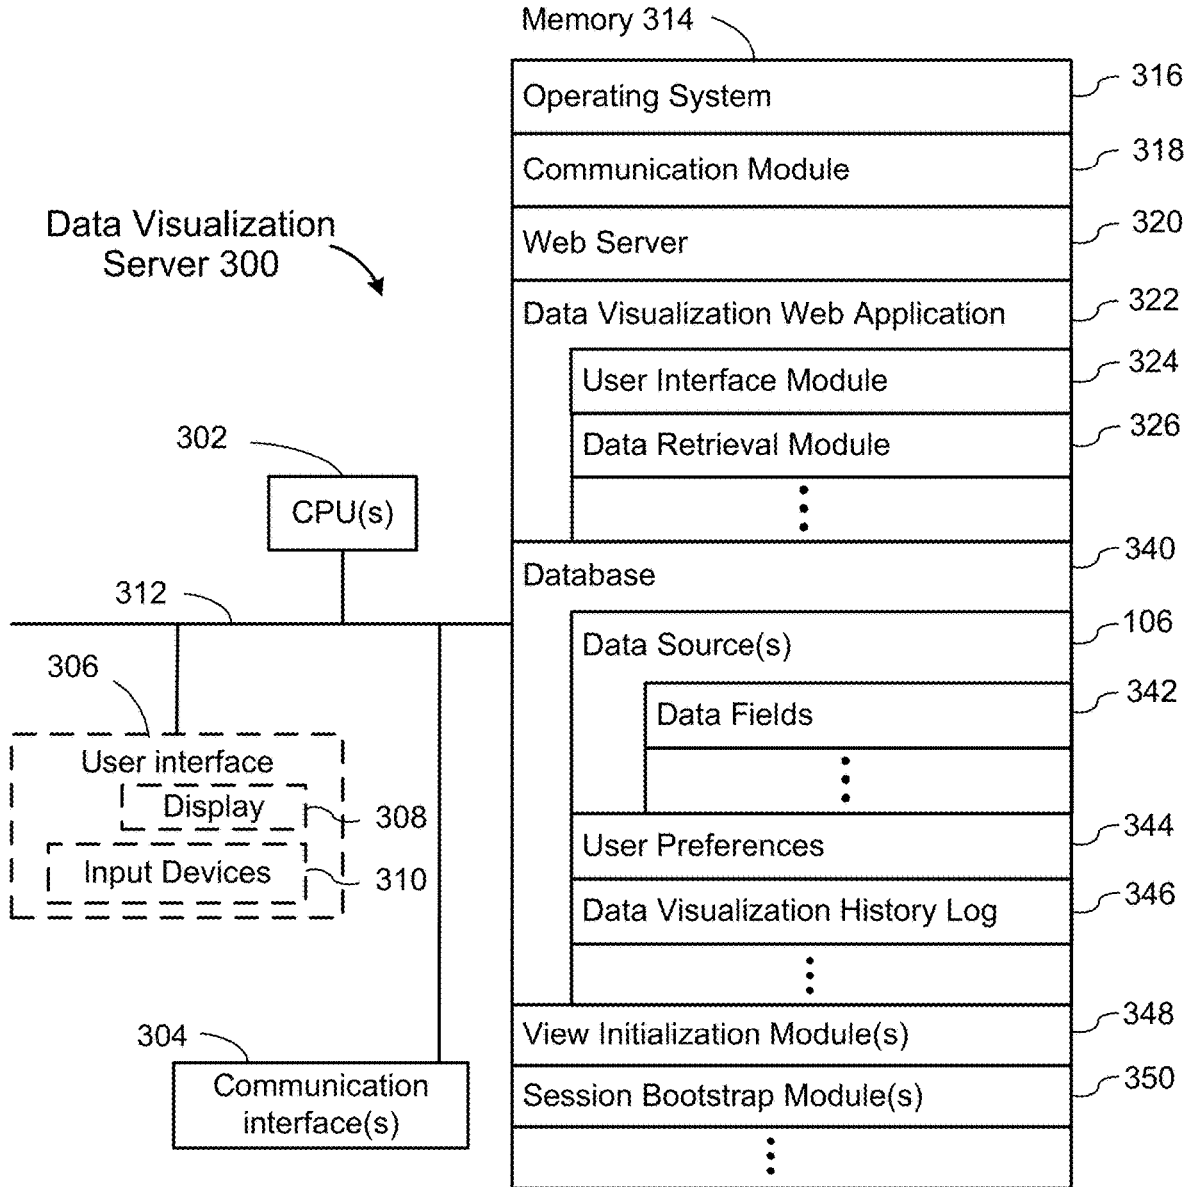 Memory 314
Operating System
316
Communication Module
318
Web Server
320
Data Visualization Web Application
322
User Interface Module
324
Data Retrieval Module
326
Database
340
Data Source(s)
106
Data Fields
342
User Preferences
344
Data Visualization History Log
346
View Initialization Module(s)
348
Session Bootstrap Module(s)
350
Data Visualization
Server 300
302
CPU(s)
312
306
User interface
Display
308
Input Devices
310
304
Communication
interface(s)